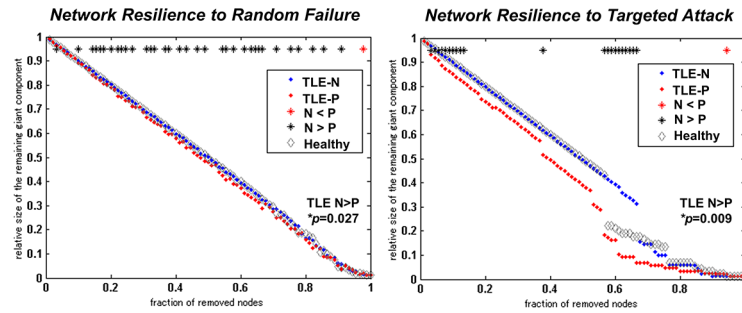 Network Resilience to Random Failure
relative size of the remaining giant component
1
0.9
0.8
0.7
0.6
0.5
0.4
0.3
0.2
0.1
0
TLE-N
TLE-P
N < P
N > P
Healthy
TLE N>P
*p=0.027
0
0.2
0.4
0.6
0.8
1
fraction of removed nodes
Network Resilience to Targeted Attack
relative size of the remaining giant component
1
0.9
0.8
0.7
0.6
0.5
0.4
0.3
0.2
0.1
0
TLE-N
TLE-P
N < P
N > P
Healthy
TLE N>P
*p=0.009
0
0.2
0.4
0.6
0.8
fraction of removed nodes